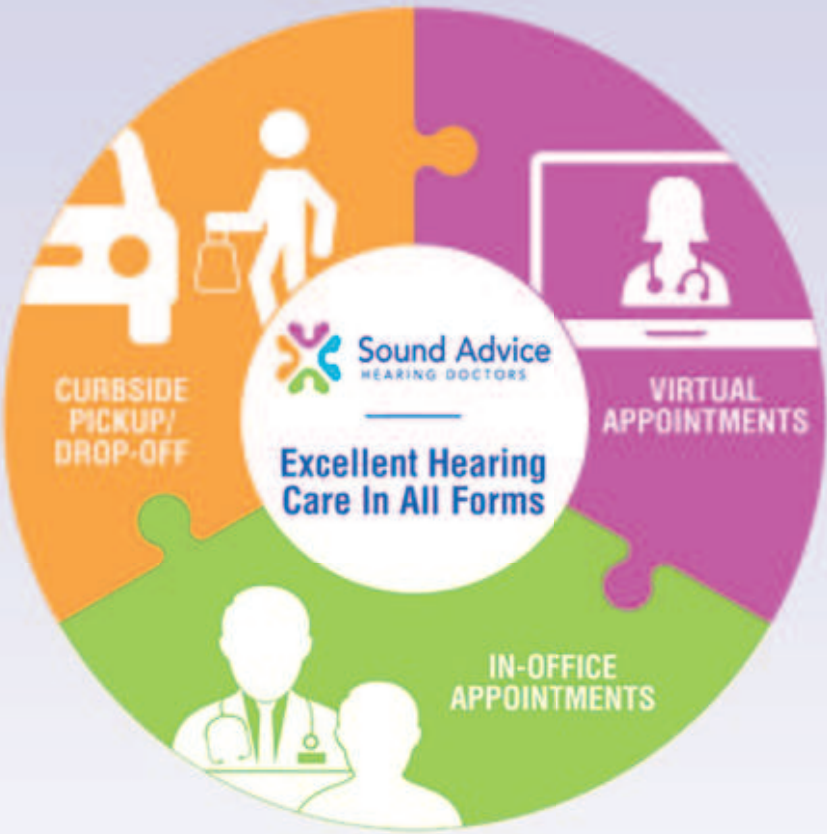 CURBSIDE
PICKUP/
DROP-OFF
VIRTUAL
APPOINTMENTS
Sound Advice
HEARING DOCTORS
Excellent Hearing
Care In All Forms
IN-OFFICE
APPOINTMENTS